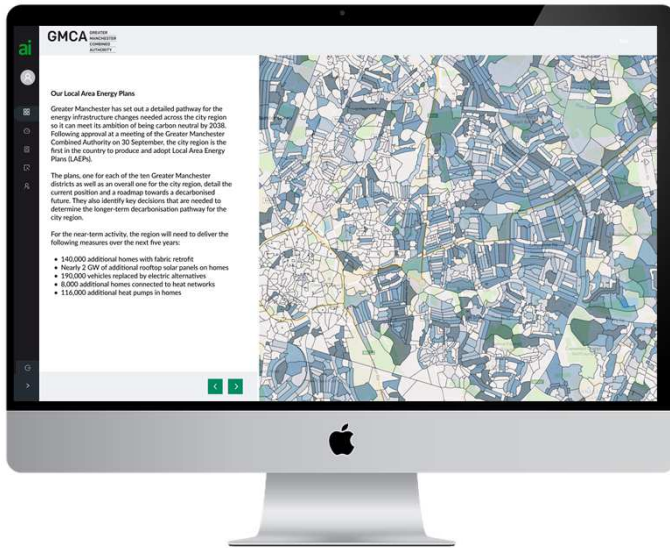 ai
GMCA GREATER
MANCHESTER
COMBINED
AUTHORITY
Our Local Area Energy Plans
Greater Manchester has set out a detailed pathway for the
energy infrastructure changes needed across the city region
so it can meet its ambition of being carbon neutral by 2038.
Following approval at a meeting of the Greater Manchester
Combined Authority on 30 September, the city region is the
first in the country to produce and adopt Local Area Energy
Plans (LAEPs).
The plans, one for each of the ten Greater Manchester
districts as well as an overall one for the city region, detail the
current position and a roadmap towards a decarbonised
future. They also identify key decisions that are needed to
determine the longer-term decarbonisation pathway for the
city region.
For the near-term activity, the region will need to deliver the
following measures over the next five years:
• 140,000 additional homes with fabric retrofit
• Nearly 2 GW of additional rooftop solar panels on homes
• 190,000 vehicles replaced by electric alternatives
• 8,000 additional homes connected to heat networks
• 116,000 additional heat pumps in homes